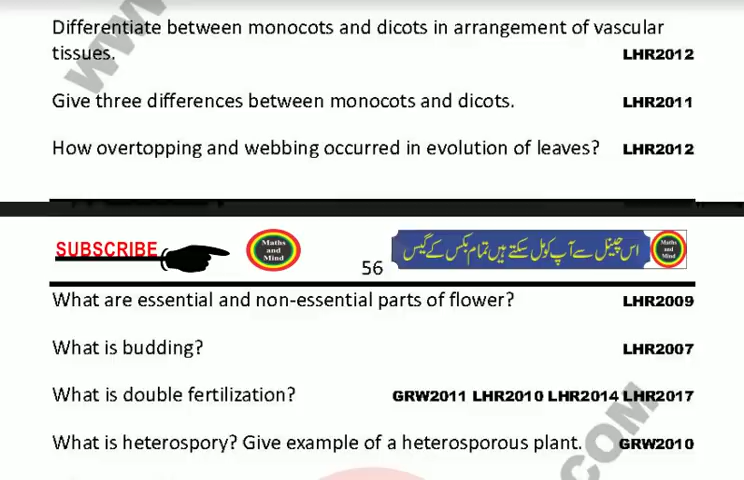 Differentiate between monocots and dicots in arrangement of vascular
tissues. LHR2012
Give three differences between monocots and dicots. LHR2011
How overtopping and webbing occurred in evolution of leaves? LHR2012
SUBSCRIBE
Maths
and
Mind
56
اس چینل سے آپ کو مل سکتے ہیں تمام بکس کے گیس
Maths
and
Mind
What are essential and non-essential parts of flower? LHR2009
What is budding? LHR2007
What is double fertilization? GRW2011 LHR2010 LHR2014 LHR2017
What is heterospory? Give example of a heterosporous plant. GRW2010
WWW
.COM